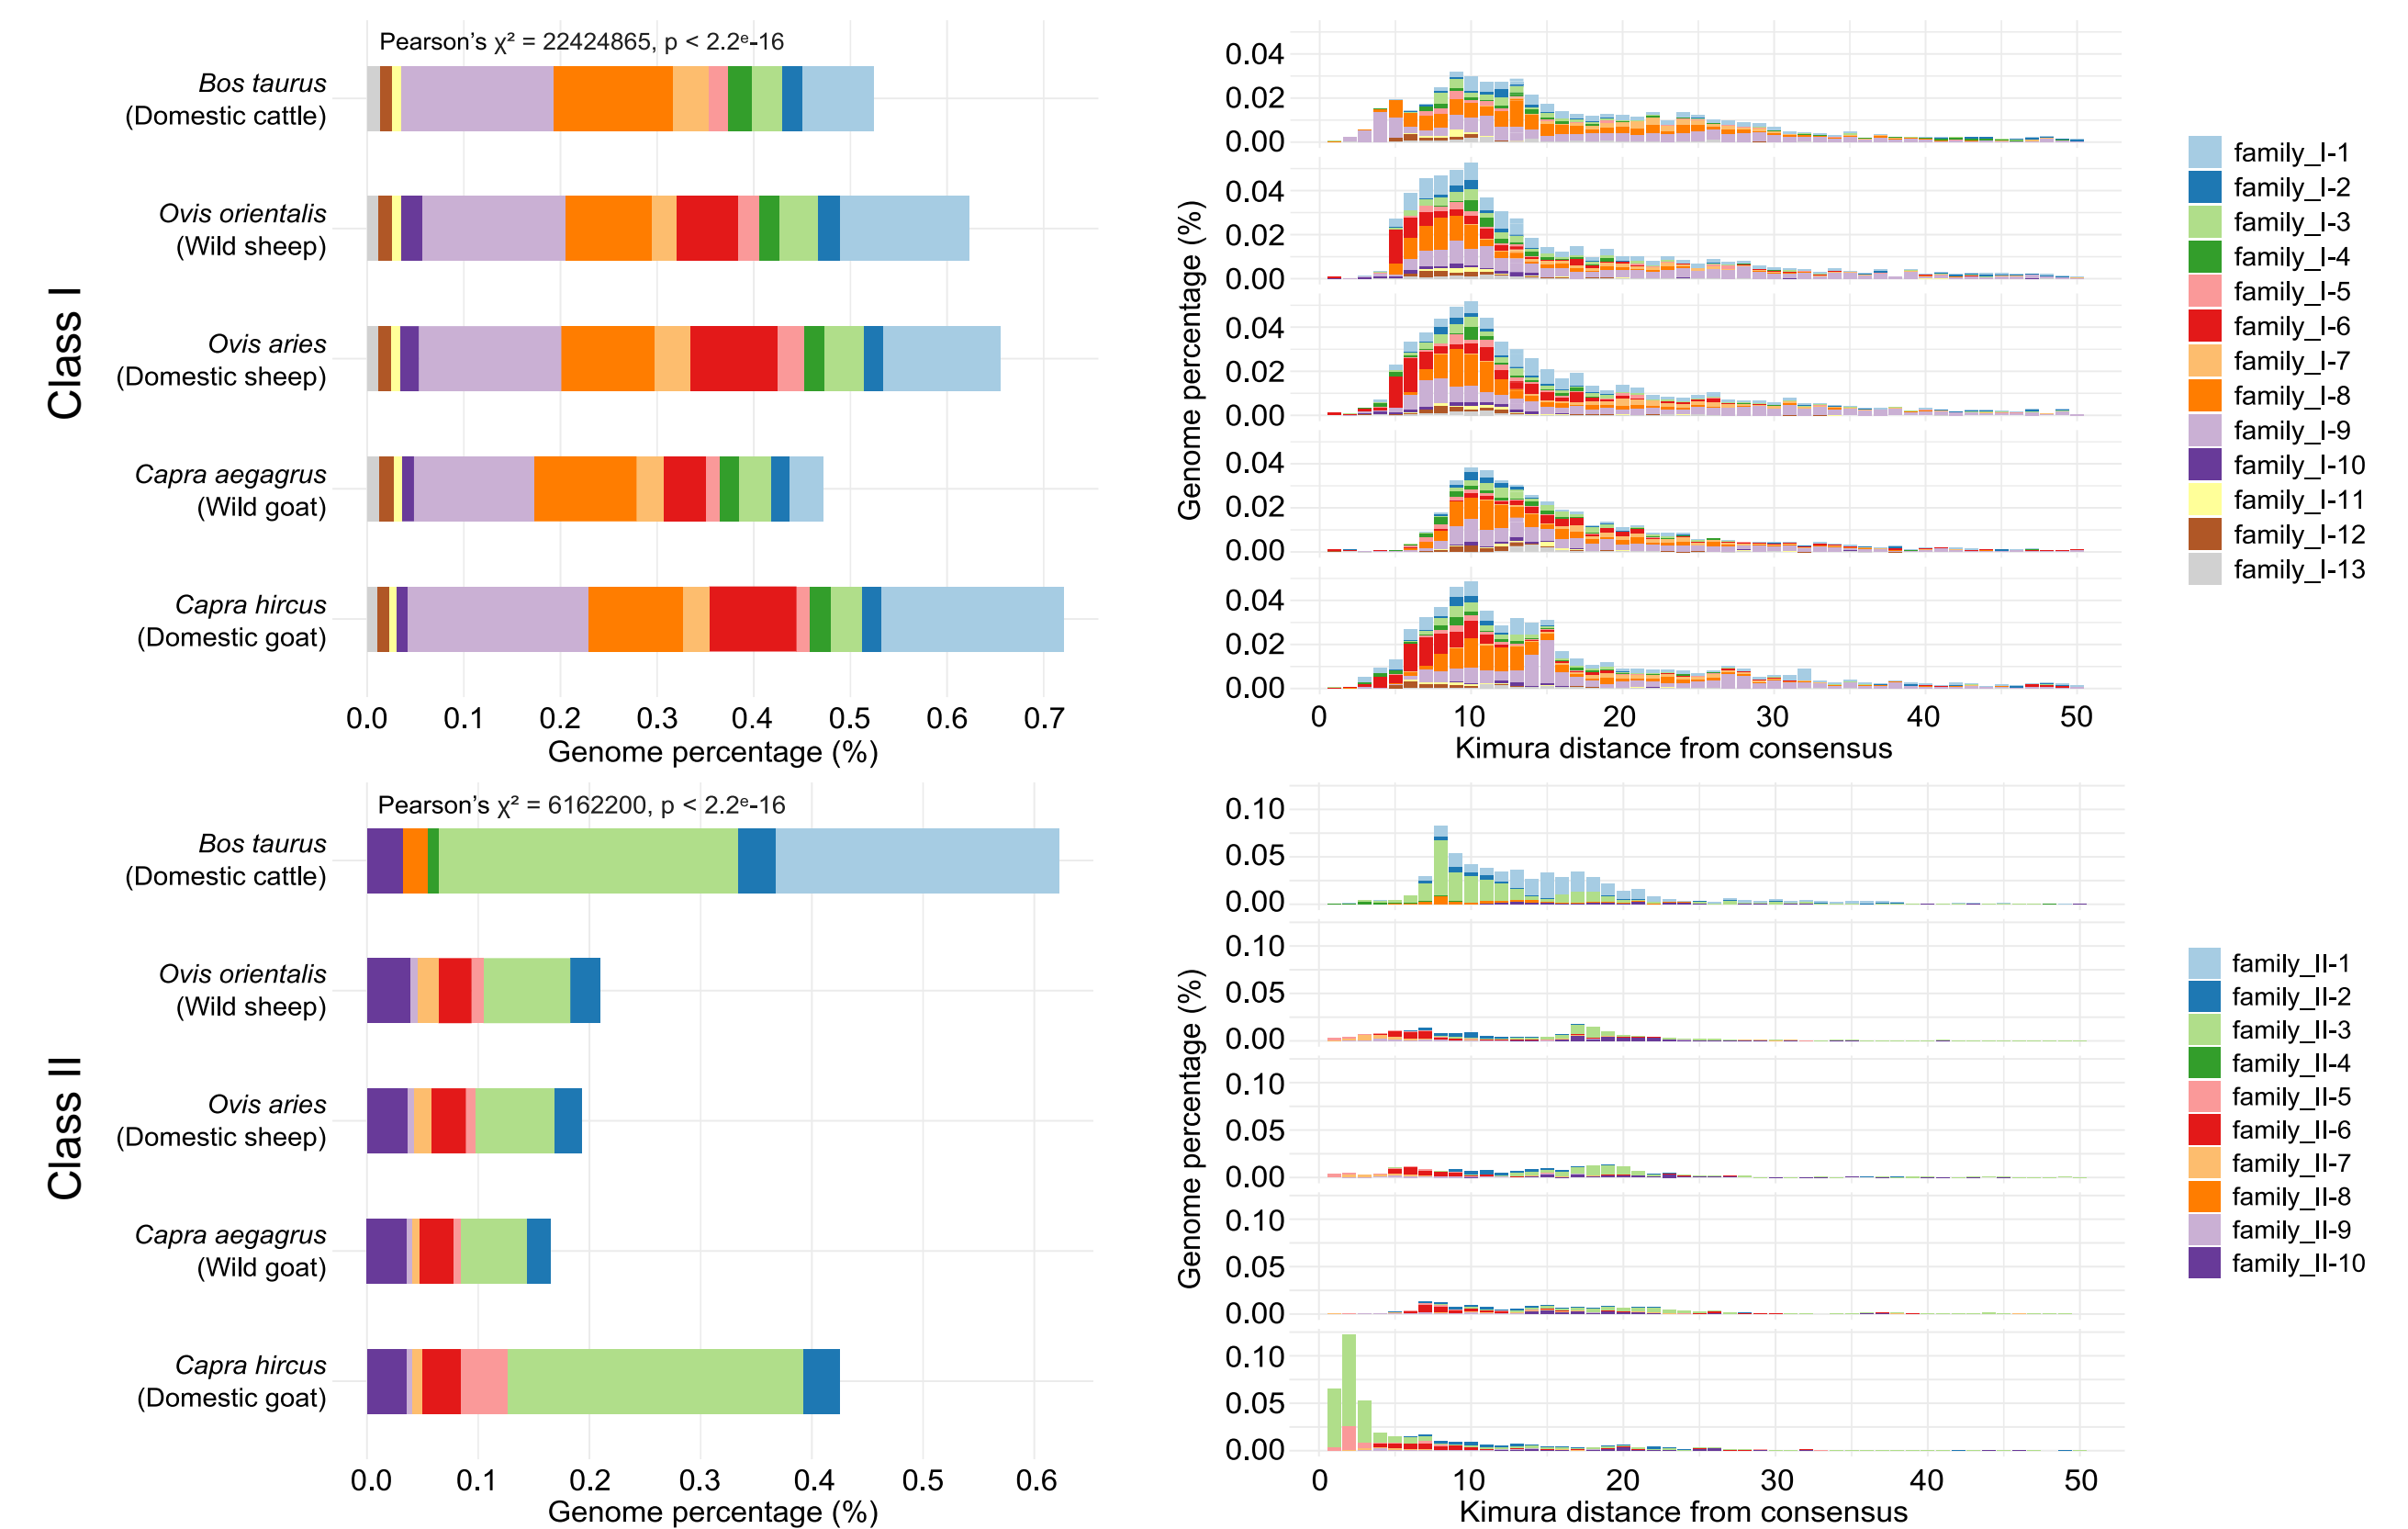 Class I
Pearson's χ² = 22424865, p < 2.2ᵉ-16
Bos taurus
(Domestic cattle)
Ovis orientalis
(Wild sheep)
Ovis aries
(Domestic sheep)
Capra aegagrus
(Wild goat)
Capra hircus
(Domestic goat)
0.0 0.1 0.2 0.3 0.4 0.5 0.6 0.7
Genome percentage (%)
Genome percentage (%)
0.04
0.02
0.00
0.04
0.02
0.00
0.04
0.02
0.00
0.04
0.02
0.00
0.04
0.02
0.00
0 10 20 30 40 50
Kimura distance from consensus
family_I-1
family_I-2
family_I-3
family_I-4
family_I-5
family_I-6
family_I-7
family_I-8
family_I-9
family_I-10
family_I-11
family_I-12
family_I-13
Class II
Pearson's χ² = 6162200, p < 2.2ᵉ-16
Bos taurus
(Domestic cattle)
Ovis orientalis
(Wild sheep)
Ovis aries
(Domestic sheep)
Capra aegagrus
(Wild goat)
Capra hircus
(Domestic goat)
0.0 0.1 0.2 0.3 0.4 0.5 0.6
Genome percentage (%)
Genome percentage (%)
0.10
0.05
0.00
0.10
0.05
0.00
0.10
0.05
0.00
0.10
0.05
0.00
0.10
0.05
0.00
0 10 20 30 40 50
Kimura distance from consensus
family_II-1
family_II-2
family_II-3
family_II-4
family_II-5
family_II-6
family_II-7
family_II-8
family_II-9
family_II-10